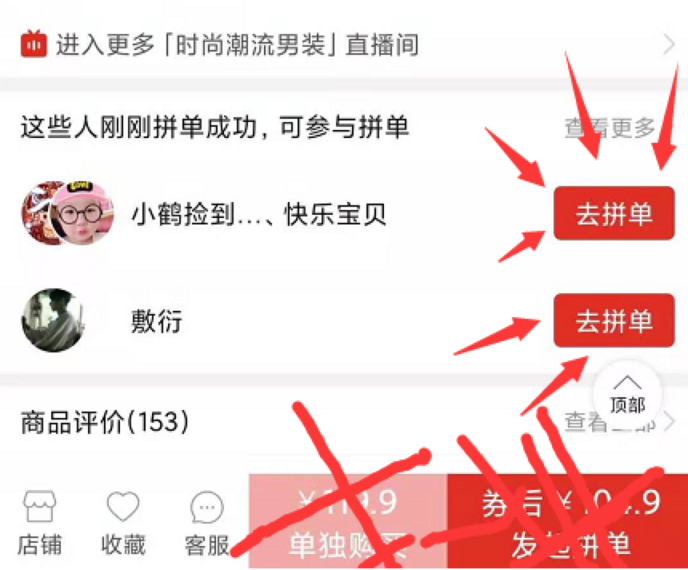 进入更多「时尚潮流男装」直播间
这些人刚刚拼单成功，可参与拼单
查看更多
小鹤捡到...、快乐宝贝
去拼单
敷衍
去拼单
顶部
商品评价(153)
查看全部
店铺
收藏
客服
单独购买
券后¥104.9
发起拼单